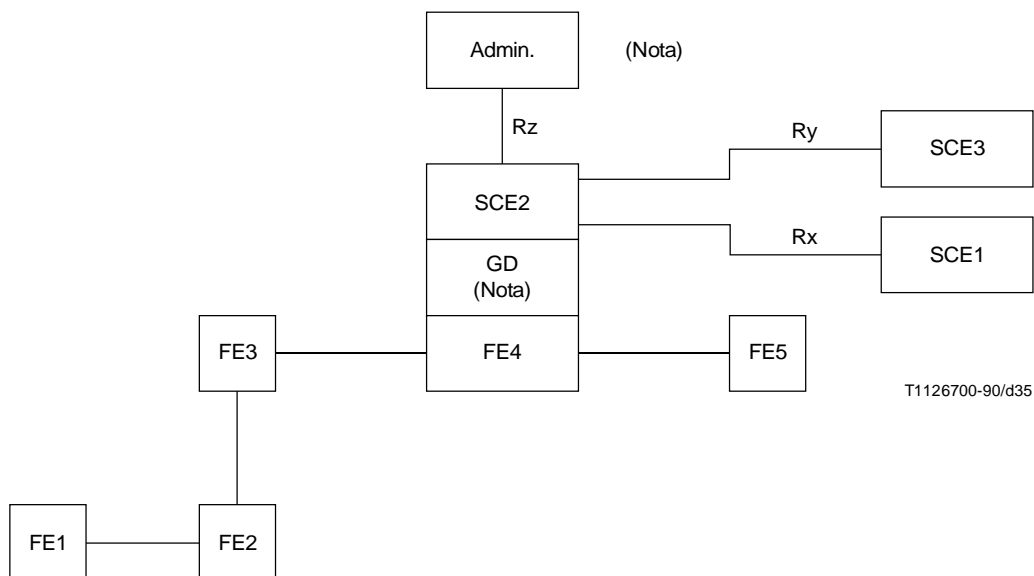 Admin. (Nota)
Rz
Ry
SCE3
SCE2
Rx
SCE1
GD
(Nota)
FE3
FE4
FE5
T1126700-90/d35
FE1
FE2